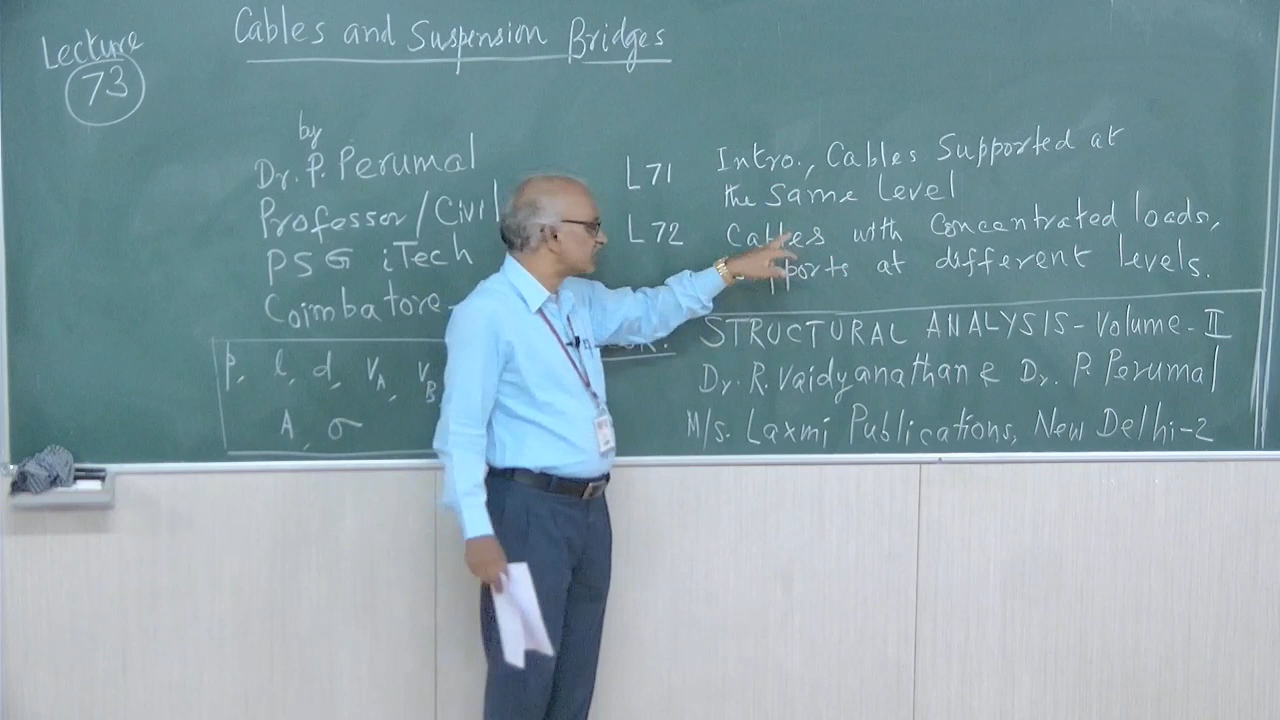 Lecture
73
Cables and Suspension Bridges
by
Dr. P. Perumal
Professor/Civil
PSG iTech
Coimbatore-
p, l, d, VA, VB
A, σ
L71 Intro., Cables Supported at
the Same Level
L72 Cables with Concentrated loads,
at different levels.
STRUCTURAL ANALYSIS - Volume - II
Dr. R. Vaidyanathan & Dr. P. Perumal
M/s. Laxmi Publications, New Delhi-2